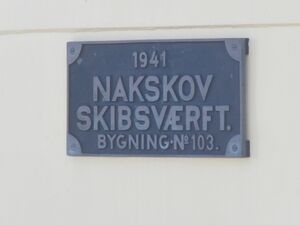 1941
NAKSKOV
SKIBSVÆRFT.
BYGNING·Nº 103.